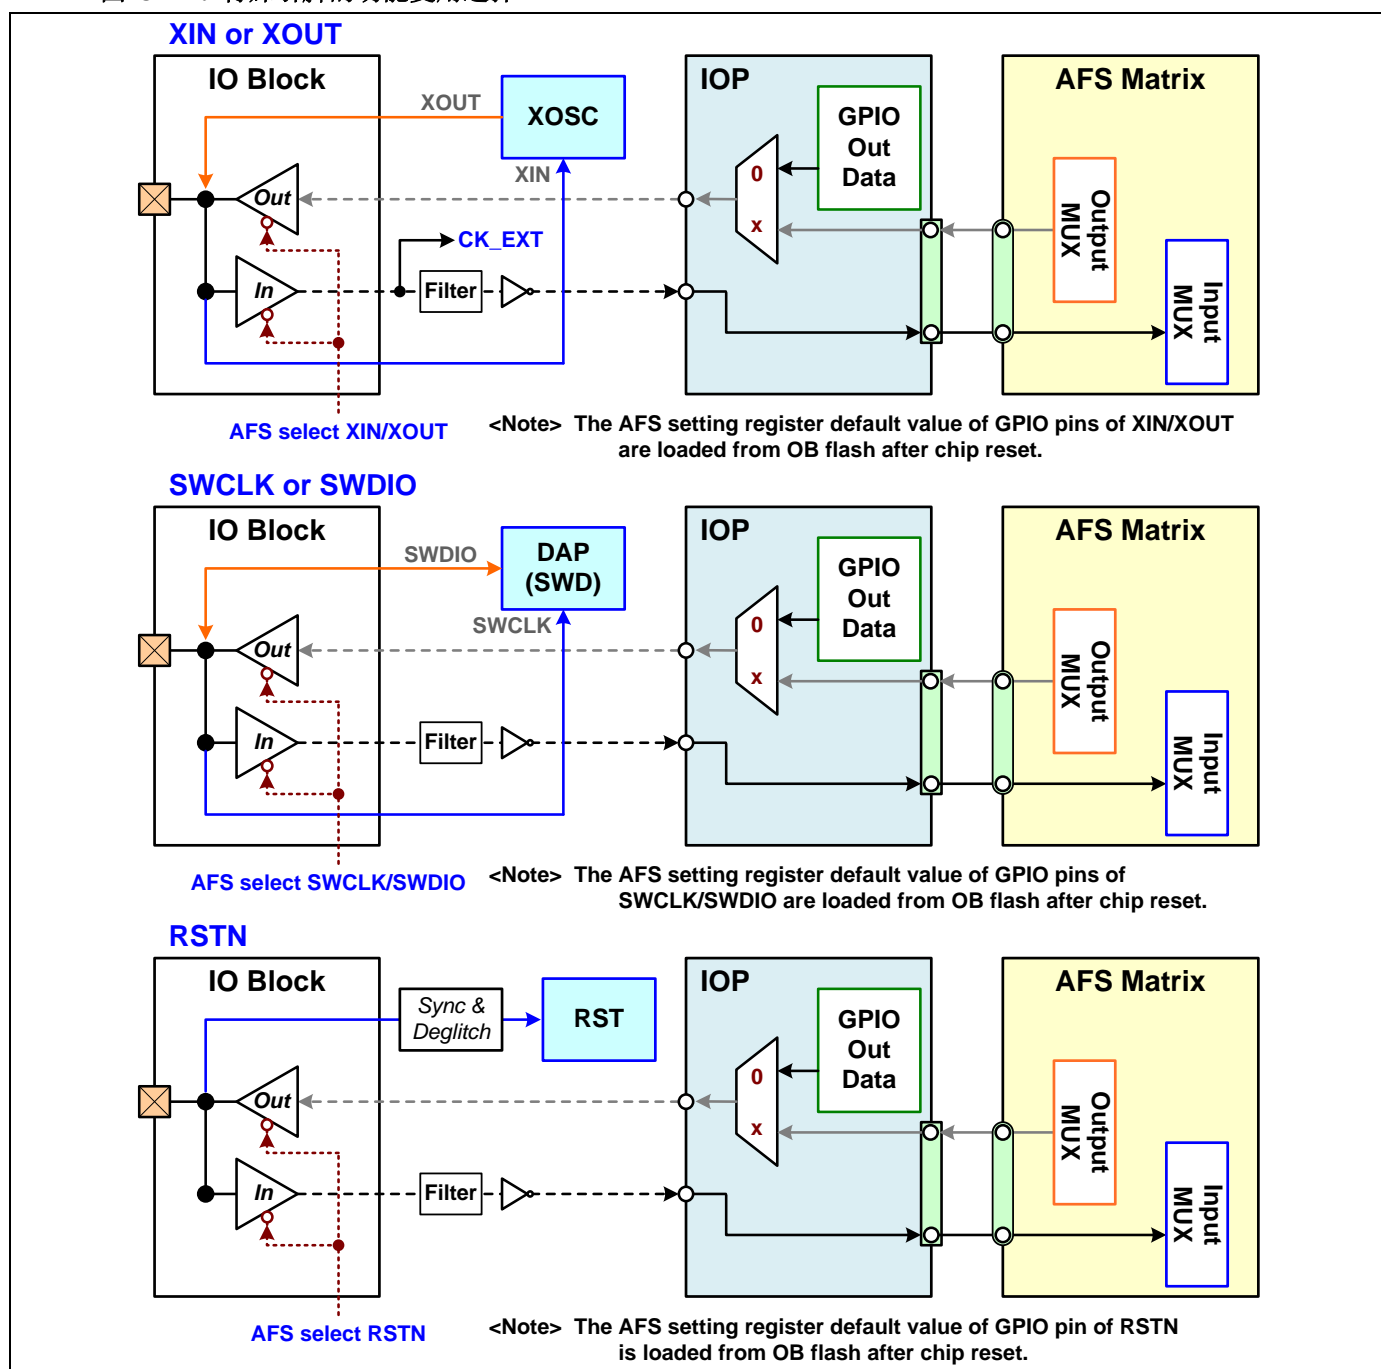 XIN or XOUT
IO Block
XOUT
XOSC
XIN
Out
In
CK_EXT
Filter
IOP
GPIO
Out
Data
0
x
AFS Matrix
Output
MUX
Input
MUX
AFS select XIN/XOUT
<Note> The AFS setting register default value of GPIO pins of XIN/XOUT
are loaded from OB flash after chip reset.
SWCLK or SWDIO
IO Block
SWDIO
DAP
(SWD)
SWCLK
Out
In
Filter
IOP
GPIO
Out
Data
0
x
AFS Matrix
Output
MUX
Input
MUX
AFS select SWCLK/SWDIO
<Note> The AFS setting register default value of GPIO pins of
SWCLK/SWDIO are loaded from OB flash after chip reset.
RSTN
IO Block
Sync &
Deglitch
RST
Out
In
Filter
IOP
GPIO
Out
Data
0
x
AFS Matrix
Output
MUX
Input
MUX
AFS select RSTN
<Note> The AFS setting register default value of GPIO pin of RSTN
is loaded from OB flash after chip reset.